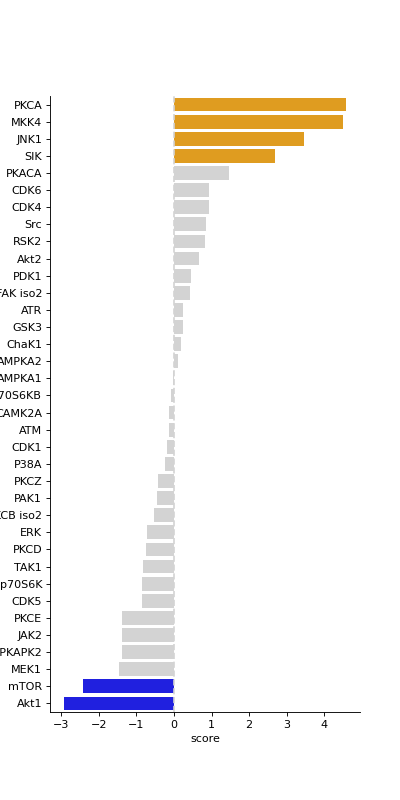 PKCA
MKK4
JNK1
SIK
PKACA
CDK6
CDK4
Src
RSK2
Akt2
PDK1
FAK iso2
ATR
GSK3
ChaK1
AMPKA2
AMPKA1
70S6KB
CAMK2A
ATM
CDK1
P38A
PKCZ
PAK1
CB iso2
ERK
PKCD
TAK1
p70S6K
CDK5
PKCE
JAK2
PKAPK2
MEK1
mTOR
Akt1
−3 −2 −1 0 1 2 3 4
score